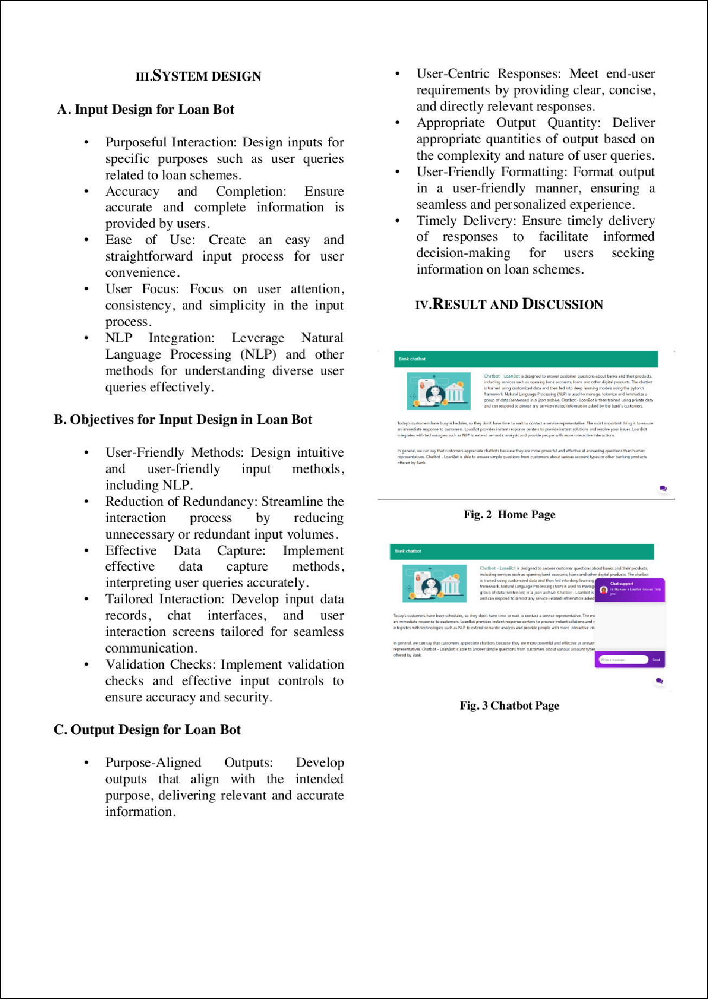 III.SYSTEM DESIGN
A. Input Design for Loan Bot
• Purposeful Interaction: Design inputs for
specific purposes such as user queries
related to loan schemes.
• Accuracy and Completion: Ensure
accurate and complete information is
provided by users.
• Ease of Use: Create an easy and
straightforward input process for user
convenience.
• User Focus: Focus on user attention,
consistency, and simplicity in the input
process.
• NLP Integration: Leverage Natural
Language Processing (NLP) and other
methods for understanding diverse user
queries effectively.
B. Objectives for Input Design in Loan Bot
• User-Friendly Methods: Design intuitive
and user-friendly input methods,
including NLP.
• Reduction of Redundancy: Streamline the
interaction process by reducing
unnecessary or redundant input volumes.
• Effective Data Capture: Implement
effective data capture methods,
interpreting user queries accurately.
• Tailored Interaction: Develop input data
records, chat interfaces, and user
interaction screens tailored for seamless
communication.
• Validation Checks: Implement validation
checks and effective input controls to
ensure accuracy and security.
C. Output Design for Loan Bot
• Purpose-Aligned Outputs: Develop
outputs that align with the intended
purpose, delivering relevant and accurate
information.
• User-Centric Responses: Meet end-user
requirements by providing clear, concise,
and directly relevant responses.
• Appropriate Output Quantity: Deliver
appropriate quantities of output based on
the complexity and nature of user queries.
• User-Friendly Formatting: Format output
in a user-friendly manner, ensuring a
seamless and personalized experience.
• Timely Delivery: Ensure timely delivery
of responses to facilitate informed
decision-making for users seeking
information on loan schemes.
IV.RESULT AND DISCUSSION
Bank chatbot
Chatbot - LoanBot is designed to answer customer questions about banks and their products,
including services such as opening bank accounts, loans and other digital products. The chatbot
is trained using customized data and then fed into deep learning models using the pytorch
framework. Natural Language Processing (NLP) is used to manage, tokenize and lemmatize a
group of data (sentences) in a .json archive. Chatbot - LoanBot is then trained using private data
and can respond to almost any service-related information asked by the bank's customers.
Today's customers have busy schedules, so they don't have time to wait to contact a service representative. The most important thing is to ensure
an immediate response to customers. LoanBot provides instant response centers to provide instant solutions and resolve your issues. LoanBot
integrates with technologies such as NLP to extend semantic analysis and provide people with more interactive interactions.
In general, we can say that customers appreciate chatbots because they are more powerful and effective at answering questions than human
representatives. Chatbot - LoanBot is able to answer simple questions from customers about various account types or other banking products
offered by Bank.
Fig. 2 Home Page
Bank chatbot
Chatbot - LoanBot is designed to answer customer questions about banks and their products,
including services such as opening bank accounts, loans and other digital products. The chatbot
is trained using customized data and then fed into deep learning
framework. Natural Language Processing (NLP) is used to manag
group of data (sentences) in a .json archive. Chatbot - LoanBot is
and can respond to almost any service-related information asked
Chat support
Hi. My name is LoanBot. How can I help
you?
Today's customers have busy schedules, so they don't have time to wait to contact a service representative. The mo
an immediate response to customers. LoanBot provides instant response centers to provide instant solutions and r
integrates with technologies such as NLP to extend semantic analysis and provide people with more interactive int
In general, we can say that customers appreciate chatbots because they are more powerful and effective at answer
representatives. Chatbot - LoanBot is able to answer simple questions from customers about various account types
offered by Bank.
Write a message... Send
Fig. 3 Chatbot Page